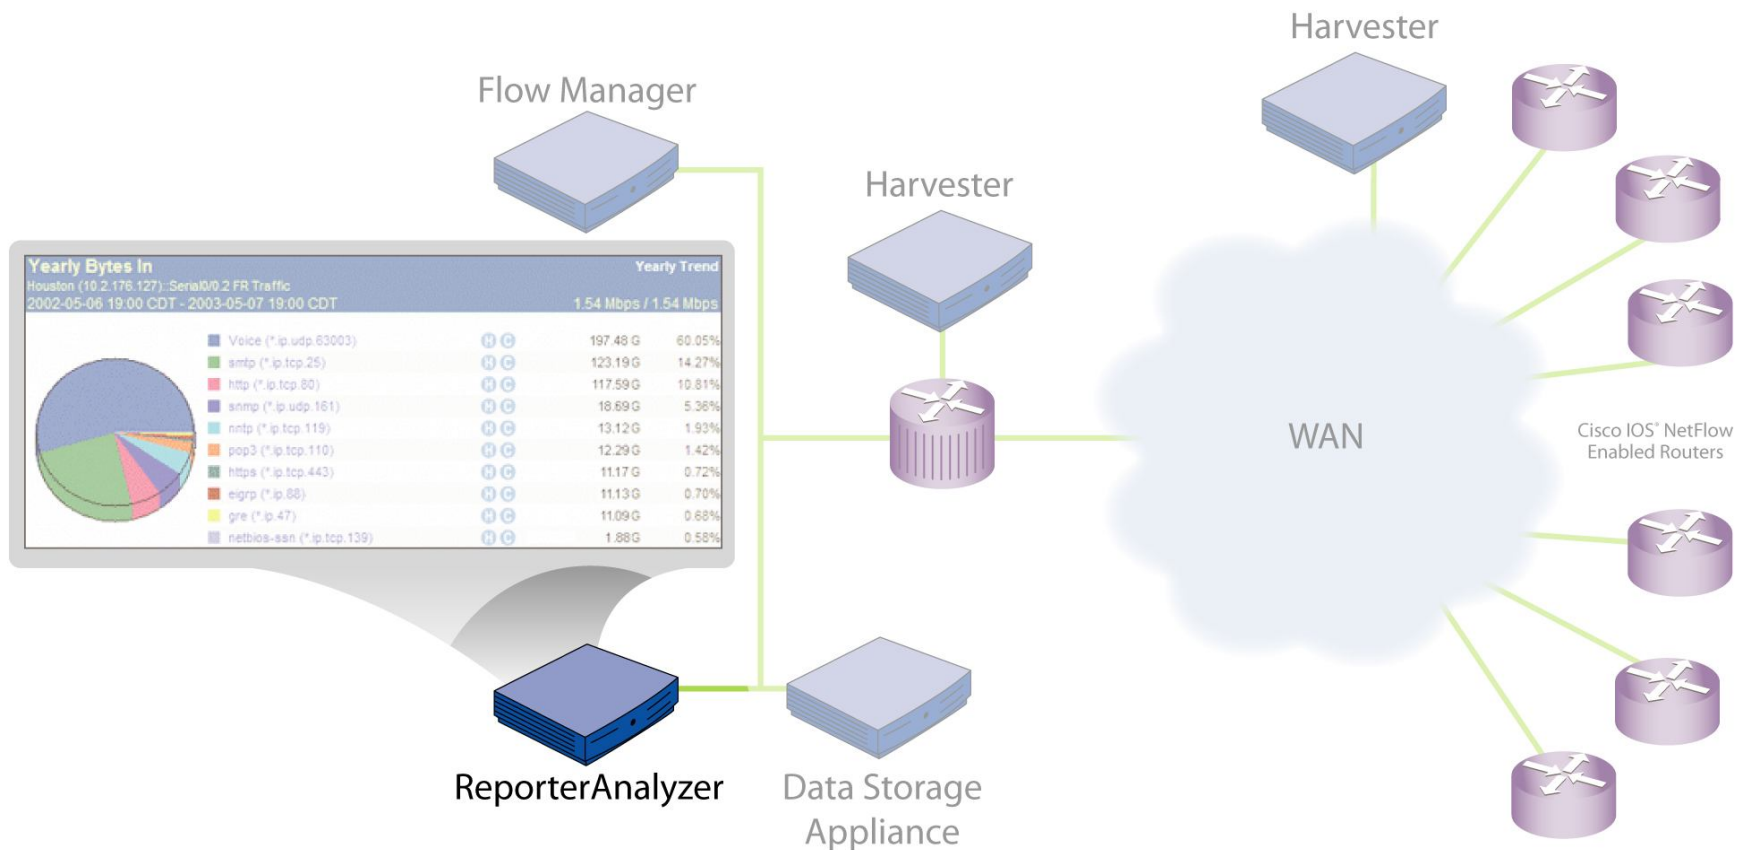 Harvester
Flow Manager
Harvester
Yearly Bytes In Yearly Trend
Houston (10.2.176.127)::Serial0/0.2 FR Traffic
2002-05-06 19:00 CDT - 2003-05-07 19:00 CDT 1.54 Mbps / 1.54 Mbps
Voice (*.ip.udp.63003) H C 197.48 G 60.05%
smtp (*.ip.tcp.25) H C 123.19 G 14.27%
http (*.ip.tcp.80) H C 117.59 G 10.81%
snmp (*.ip.udp.161) H C 18.69 G 5.36%
nntp (*.ip.tcp.119) H C 13.12 G 1.93%
pop3 (*.ip.tcp.110) H C 12.29 G 1.42%
https (*.ip.tcp.443) H C 11.17 G 0.72%
eigrp (*.ip.88) H C 11.13 G 0.70%
gre (*.ip.47) H C 11.09 G 0.68%
netbios-ssn (*.ip.tcp.139) H C 1.88G 0.58%
WAN
Cisco IOS® NetFlow
Enabled Routers
ReporterAnalyzer
Data Storage
Appliance